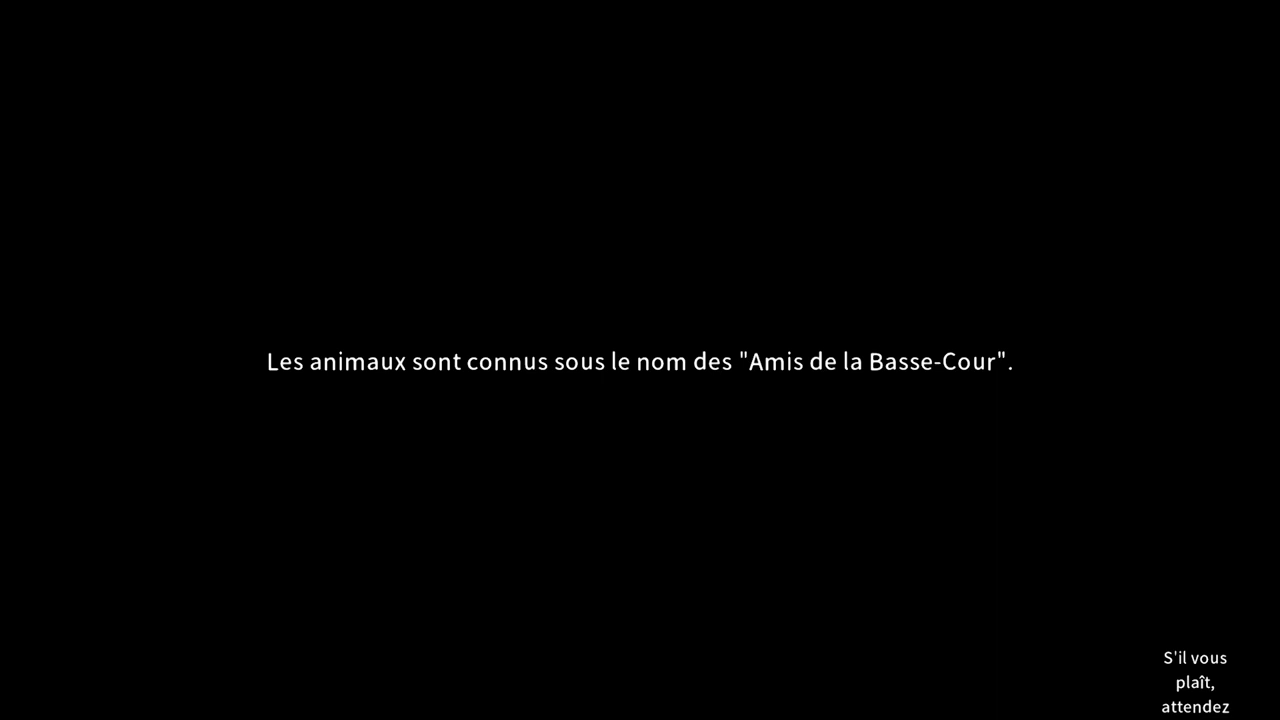 Les animaux sont connus sous le nom des "Amis de la Basse-Cour".
S'il vous
plaît,
attendez